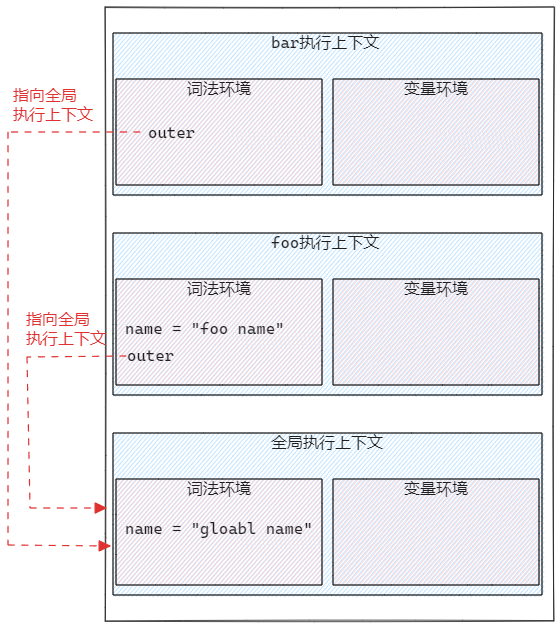 bar执行上下文
词法环境
变量环境
指向全局
执行上下文
outer
foo执行上下文
词法环境
变量环境
指向全局
执行上下文
name = "foo name"
outer
全局执行上下文
词法环境
变量环境
name = "gloabl name"